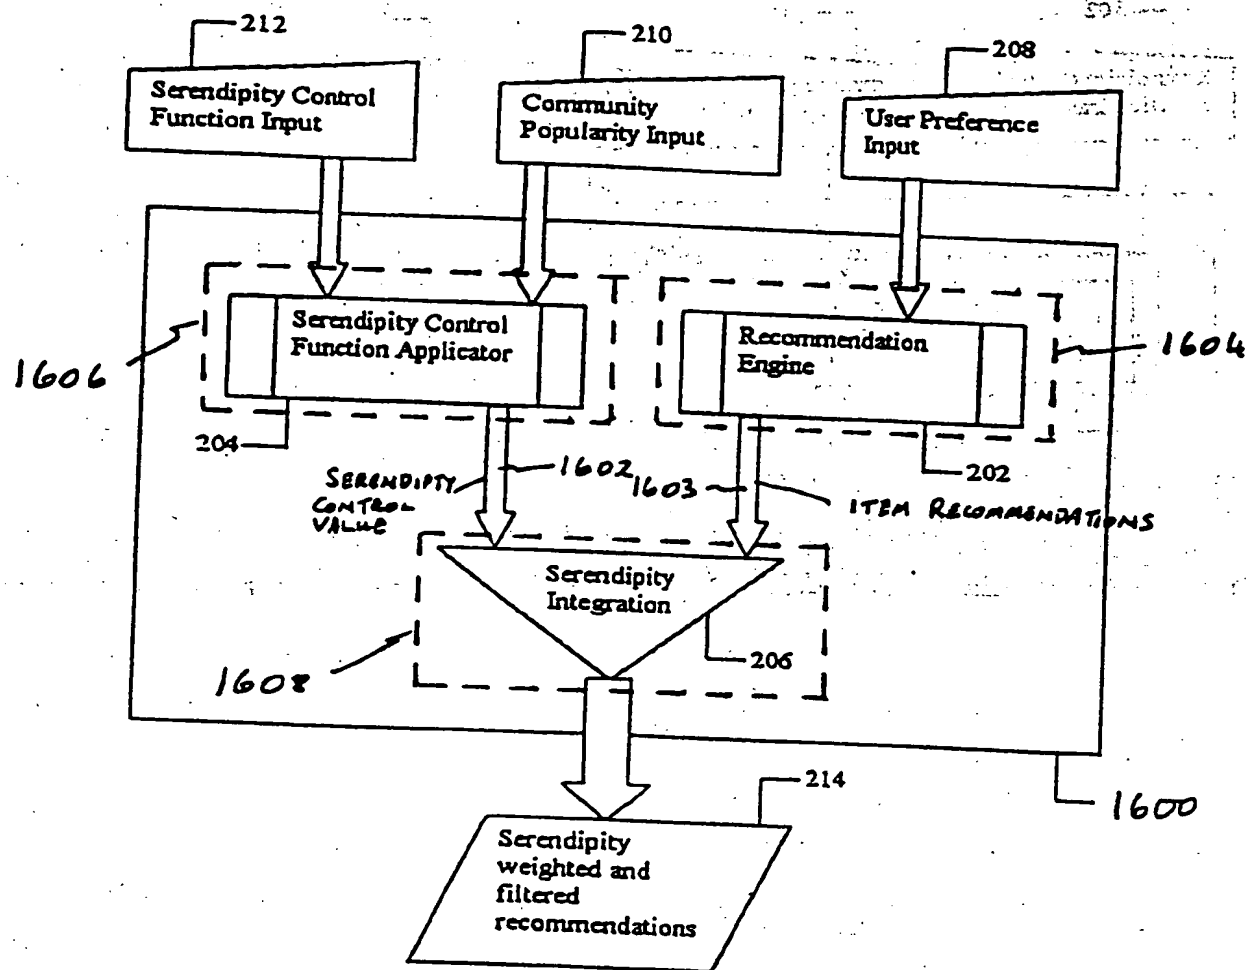 212
210
208
Serendipity Control
Function Input
Community
Popularity Input
User Preference
Input
Serendipity Control
Function Applicator
Recommendation
Engine
1606
1604
204
202
SERENDIPTY
CONTROL
VALUE
1602
1603
ITEM RECOMMENDATIONS
Serendipity
Integration
206
1608
214
1600
Serendipity
weighted and
filtered
recommendations